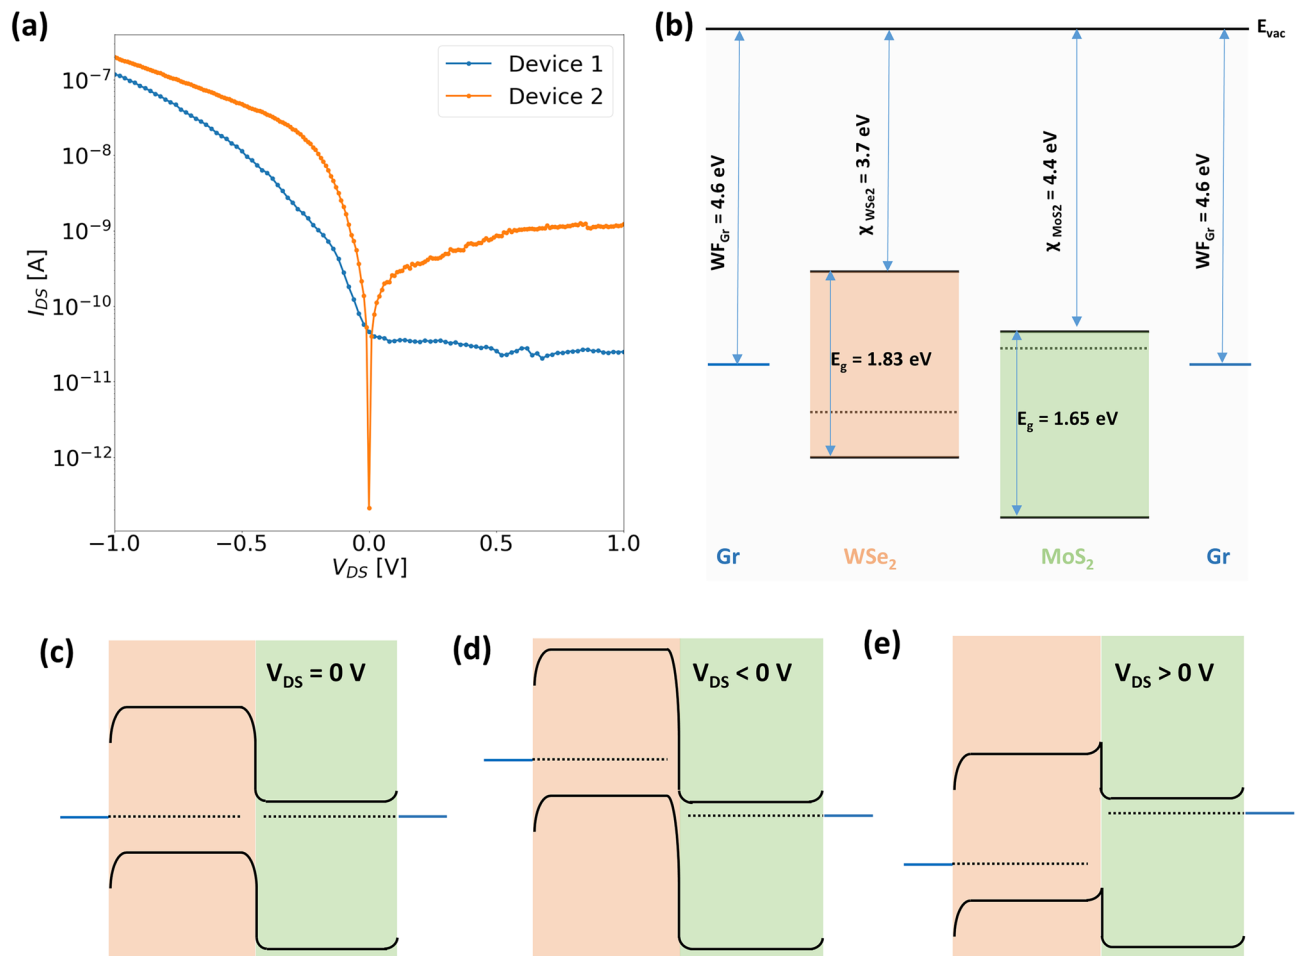 (a)
Device 1
Device 2
10⁻⁷
10⁻⁸
10⁻⁹
10⁻¹⁰
10⁻¹¹
10⁻¹²
I_DS [A]
−1.0 −0.5 0.0 0.5 1.0
V_DS [V]
(b)
E_vac
WF_Gr = 4.6 eV
χ_WSe2 = 3.7 eV
χ_MoS2 = 4.4 eV
WF_Gr = 4.6 eV
E_g = 1.83 eV
E_g = 1.65 eV
Gr WSe₂ MoS₂ Gr
(c)
V_DS = 0 V
(d)
V_DS < 0 V
(e)
V_DS > 0 V